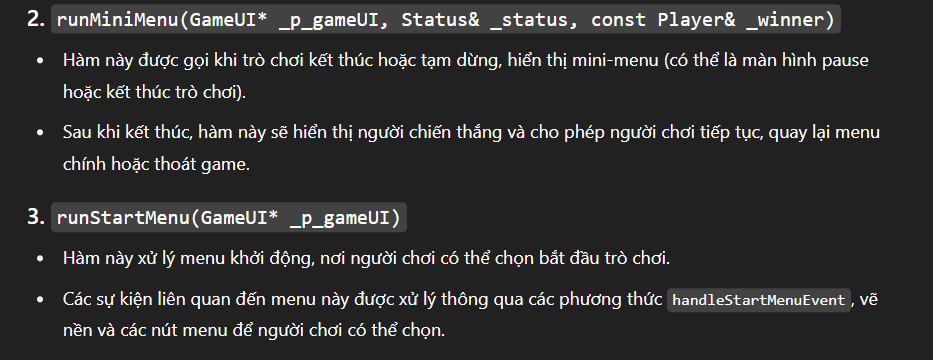 2. runMiniMenu(GameUI* _p_gameUI, Status& _status, const Player& _winner)
• Hàm này được gọi khi trò chơi kết thúc hoặc tạm dừng, hiển thị mini-menu (có thể là màn hình pause
hoặc kết thúc trò chơi).
• Sau khi kết thúc, hàm này sẽ hiển thị người chiến thắng và cho phép người chơi tiếp tục, quay lại menu
chính hoặc thoát game.
3. runStartMenu(GameUI* _p_gameUI)
• Hàm này xử lý menu khởi động, nơi người chơi có thể chọn bắt đầu trò chơi.
• Các sự kiện liên quan đến menu này được xử lý thông qua các phương thức handleStartMenuEvent, vẽ
nền và các nút menu để người chơi có thể chọn.